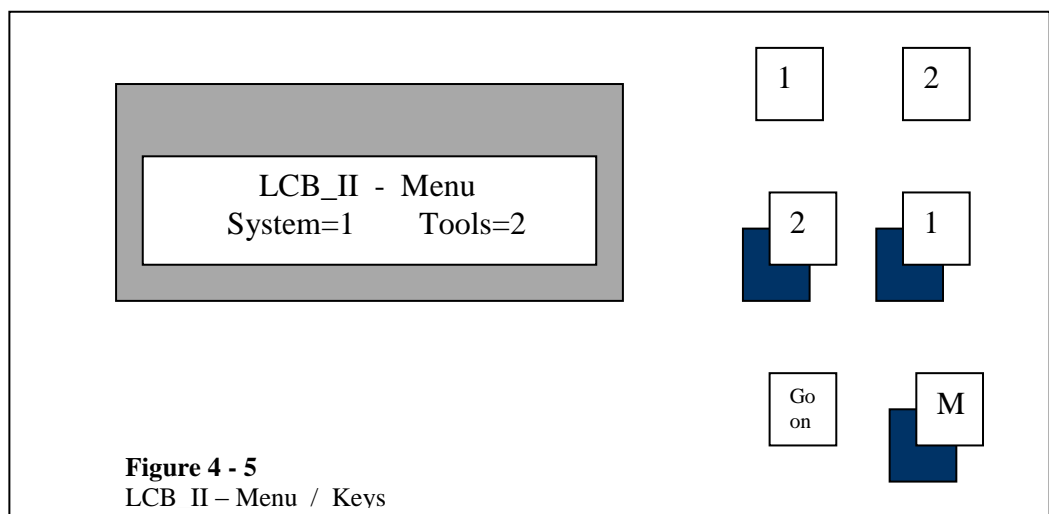 LCB_II - Menu
System=1 Tools=2
1 2
2 1
Go
on
M
Figure 4 - 5
LCB II – Menu / Keys